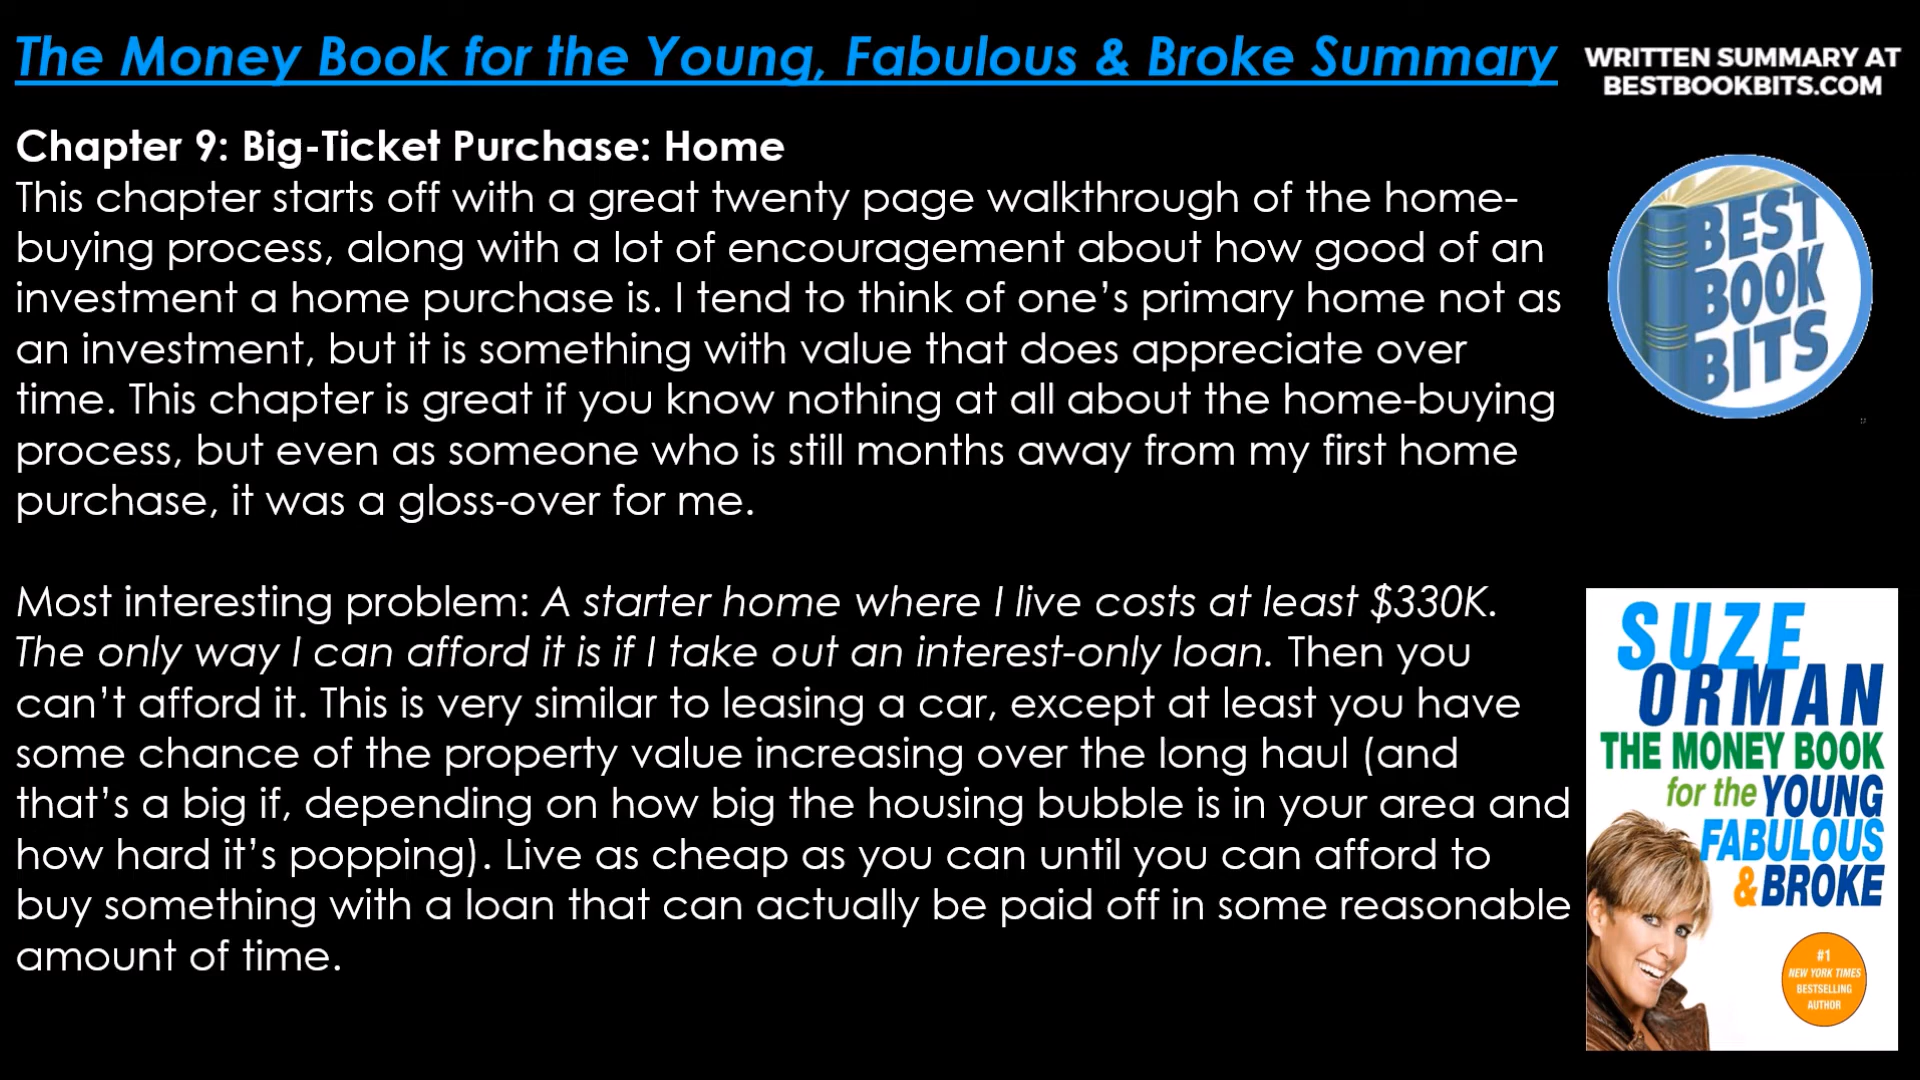 The Money Book for the Young, Fabulous & Broke Summary
WRITTEN SUMMARY AT
BESTBOOKBITS.COM
Chapter 9: Big-Ticket Purchase: Home
This chapter starts off with a great twenty page walkthrough of the home-
buying process, along with a lot of encouragement about how good of an
investment a home purchase is. I tend to think of one’s primary home not as
an investment, but it is something with value that does appreciate over
time. This chapter is great if you know nothing at all about the home-buying
process, but even as someone who is still months away from my first home
purchase, it was a gloss-over for me.
Most interesting problem: A starter home where I live costs at least $330K.
The only way I can afford it is if I take out an interest-only loan. Then you
can’t afford it. This is very similar to leasing a car, except at least you have
some chance of the property value increasing over the long haul (and
that’s a big if, depending on how big the housing bubble is in your area and
how hard it’s popping). Live as cheap as you can until you can afford to
buy something with a loan that can actually be paid off in some reasonable
amount of time.
BEST
BOOK
BITS
SUZE
ORMAN
THE MONEY BOOK
for the YOUNG
FABULOUS
& BROKE
#1
NEW YORK TIMES
BESTSELLING
AUTHOR